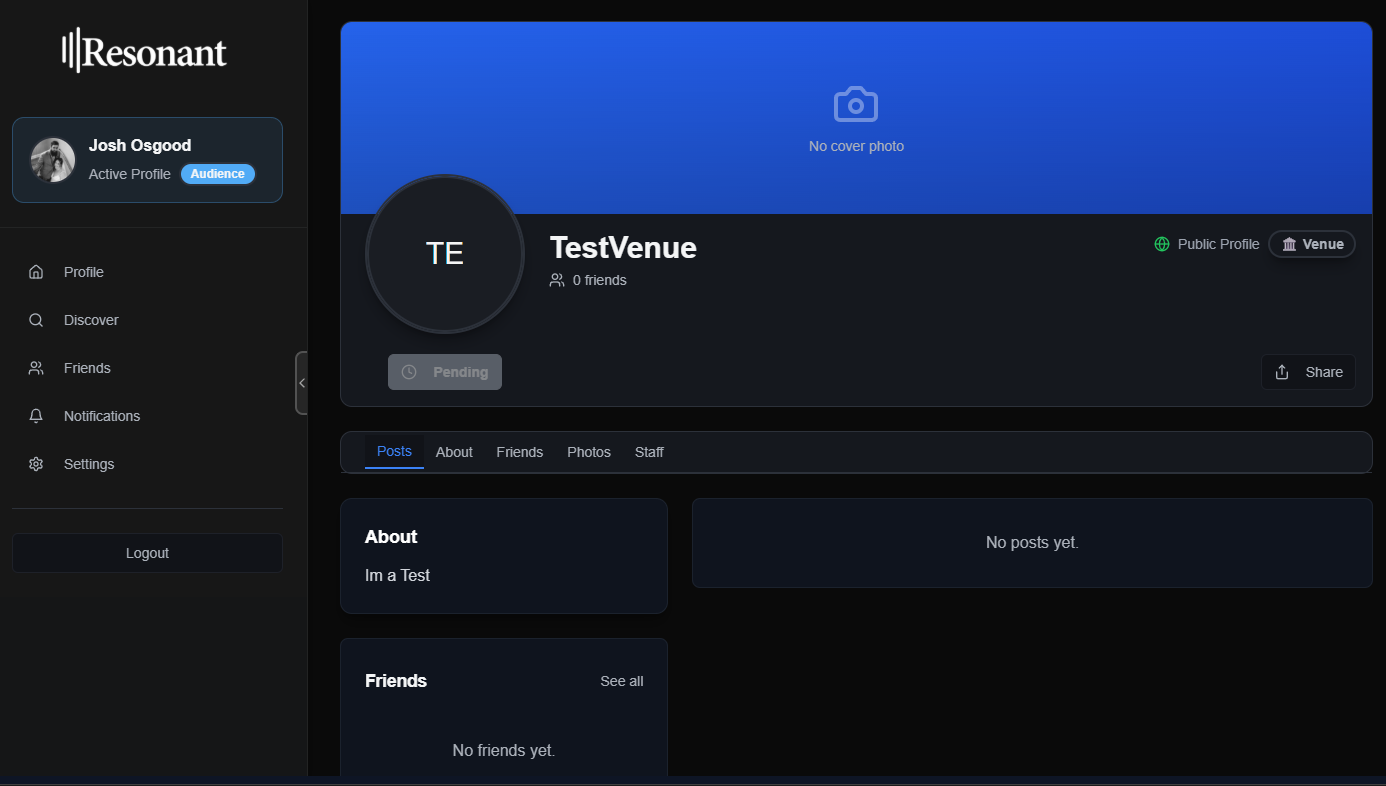 Resonant
Josh Osgood
Active Profile Audience
Profile
Discover
Friends
Notifications
Settings
Logout
No cover photo
TE
TestVenue
0 friends
Public Profile Venue
Pending
Share
Posts About Friends Photos Staff
About
Im a Test
No posts yet.
Friends See all
No friends yet.